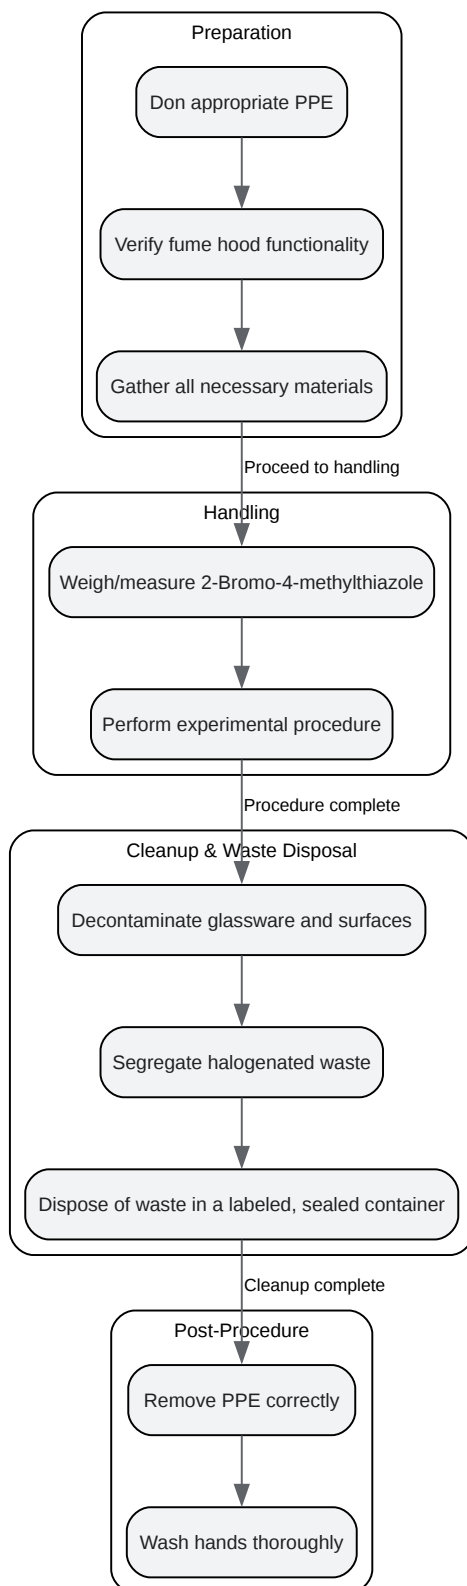 Preparation
Don appropriate PPE
Verify fume hood functionality
Gather all necessary materials
Proceed to handling
Handling
Weigh/measure 2-Bromo-4-methylthiazole
Perform experimental procedure
Procedure complete
Cleanup & Waste Disposal
Decontaminate glassware and surfaces
Segregate halogenated waste
Dispose of waste in a labeled, sealed container
Cleanup complete
Post-Procedure
Remove PPE correctly
Wash hands thoroughly